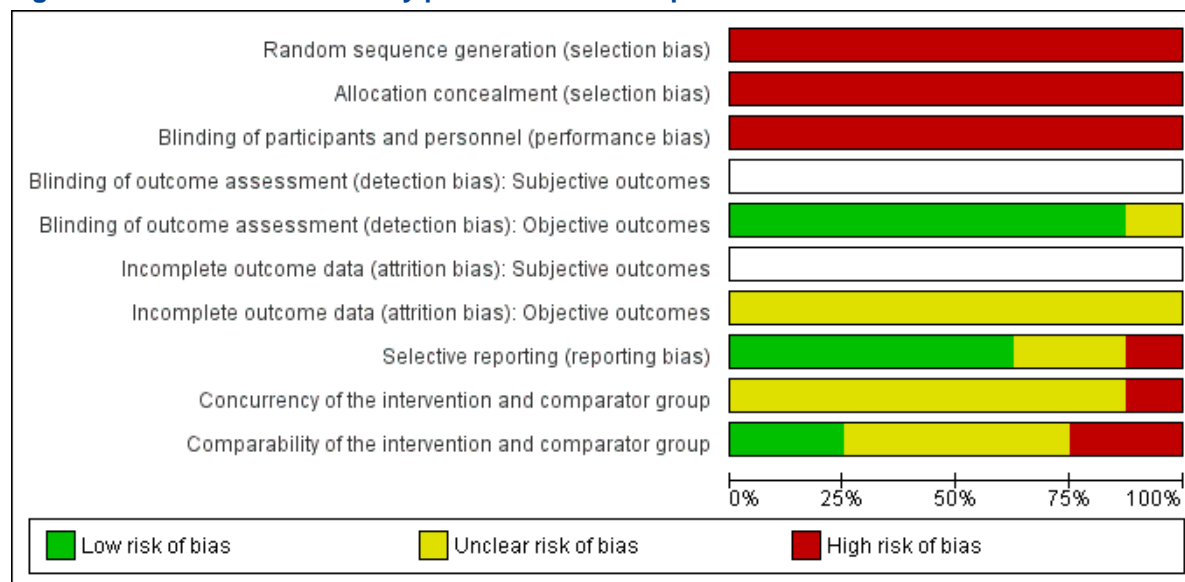 Random sequence generation (selection bias)
Allocation concealment (selection bias)
Blinding of participants and personnel (performance bias)
Blinding of outcome assessment (detection bias): Subjective outcomes
Blinding of outcome assessment (detection bias): Objective outcomes
Incomplete outcome data (attrition bias): Subjective outcomes
Incomplete outcome data (attrition bias): Objective outcomes
Selective reporting (reporting bias)
Concurrency of the intervention and comparator group
Comparability of the intervention and comparator group
0% 25% 50% 75% 100%
Low risk of bias Unclear risk of bias High risk of bias